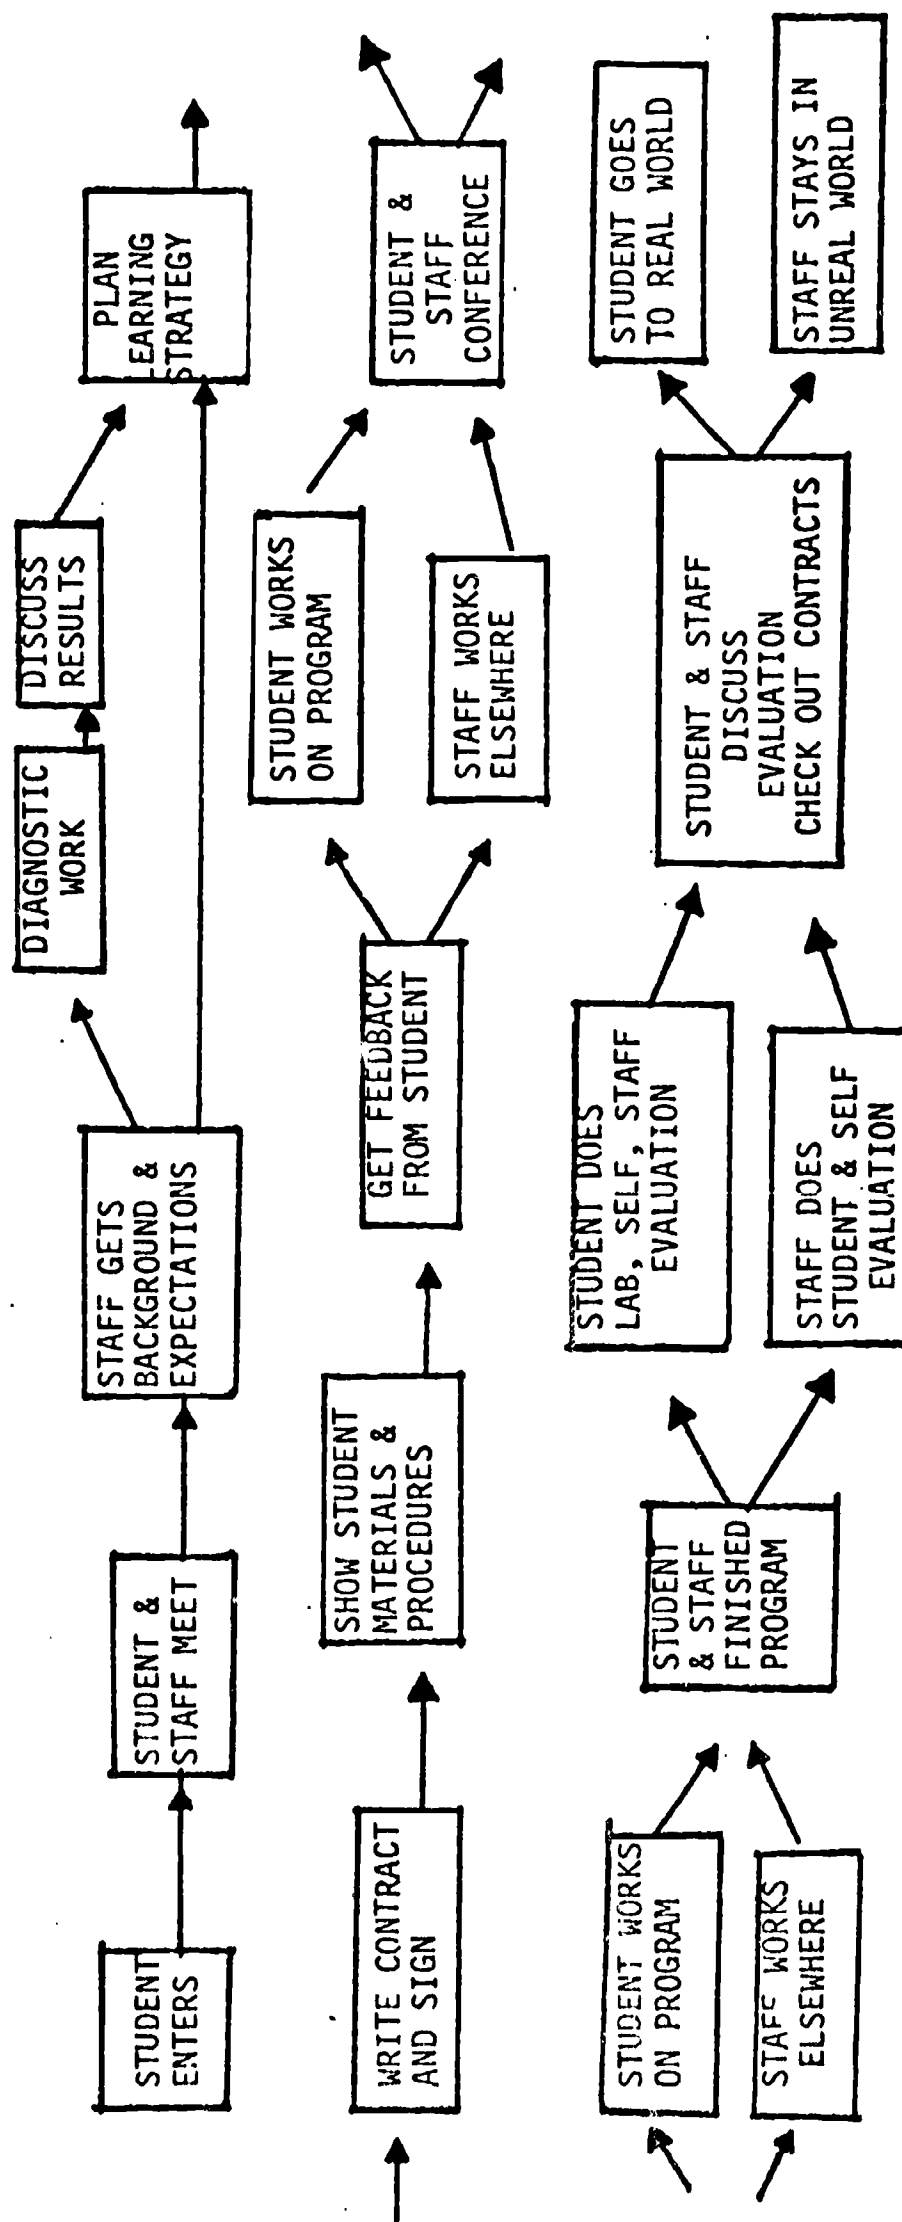 STUDENT
ENTERS
STUDENT &
STAFF MEET
STAFF GETS
BACKGROUND &
EXPECTATIONS
DIAGNOSTIC
WORK
DISCUSS
RESULTS
PLAN
LEARNING
STRATEGY
WRITE CONTRACT
AND SIGN
SHOW STUDENT
MATERIALS &
PROCEDURES
GET FEEDBACK
FROM STUDENT
STUDENT WORKS
ON PROGRAM
STAFF WORKS
ELSEWHERE
STUDENT &
STAFF
CONFERENCE
STUDENT WORKS
ON PROGRAM
STAFF WORKS
ELSEWHERE
STUDENT
& STAFF
FINISHED
PROGRAM
STUDENT DOES
LAB, SELF, STAFF
EVALUATION
STAFF DOES
STUDENT & SELF
EVALUATION
STUDENT & STAFF
DISCUSS
EVALUATION
CHECK OUT CONTRACTS
STUDENT GOES
TO REAL WORLD
STAFF STAYS IN
UNREAL WORLD